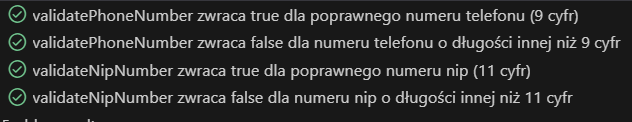 validatePhoneNumber zwraca true dla poprawnego numeru telefonu (9 cyfr)
validatePhoneNumber zwraca false dla numeru telefonu o długości innej niż 9 cyfr
validateNipNumber zwraca true dla poprawnego numeru nip (11 cyfr)
validateNipNumber zwraca false dla numeru nip o długości innej niż 11 cyfr